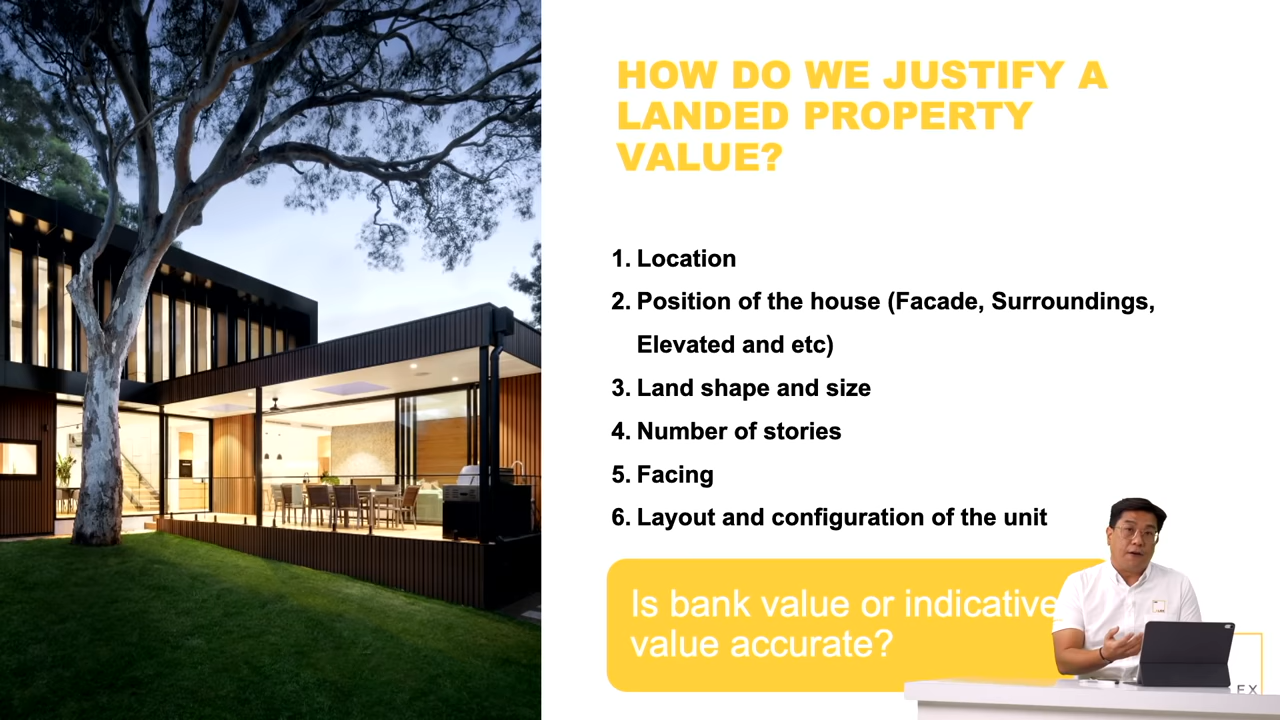 HOW DO WE JUSTIFY A
LANDED PROPERTY
VALUE?
1. Location
2. Position of the house (Facade, Surroundings,
Elevated and etc)
3. Land shape and size
4. Number of stories
5. Facing
6. Layout and configuration of the unit
Is bank value or indicative
value accurate?
EX